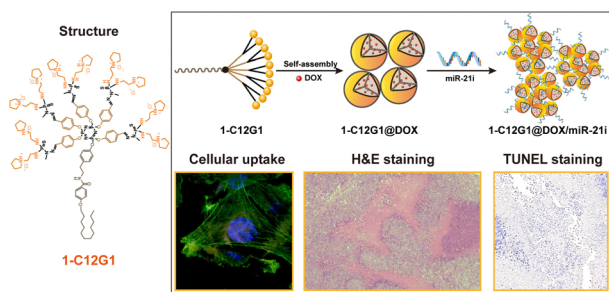 Structure
1-C12G1
Self-assembly
DOX
miR-21i
1-C12G1
1-C12G1@DOX
1-C12G1@DOX/miR-21i
Cellular uptake
H&E staining
TUNEL staining